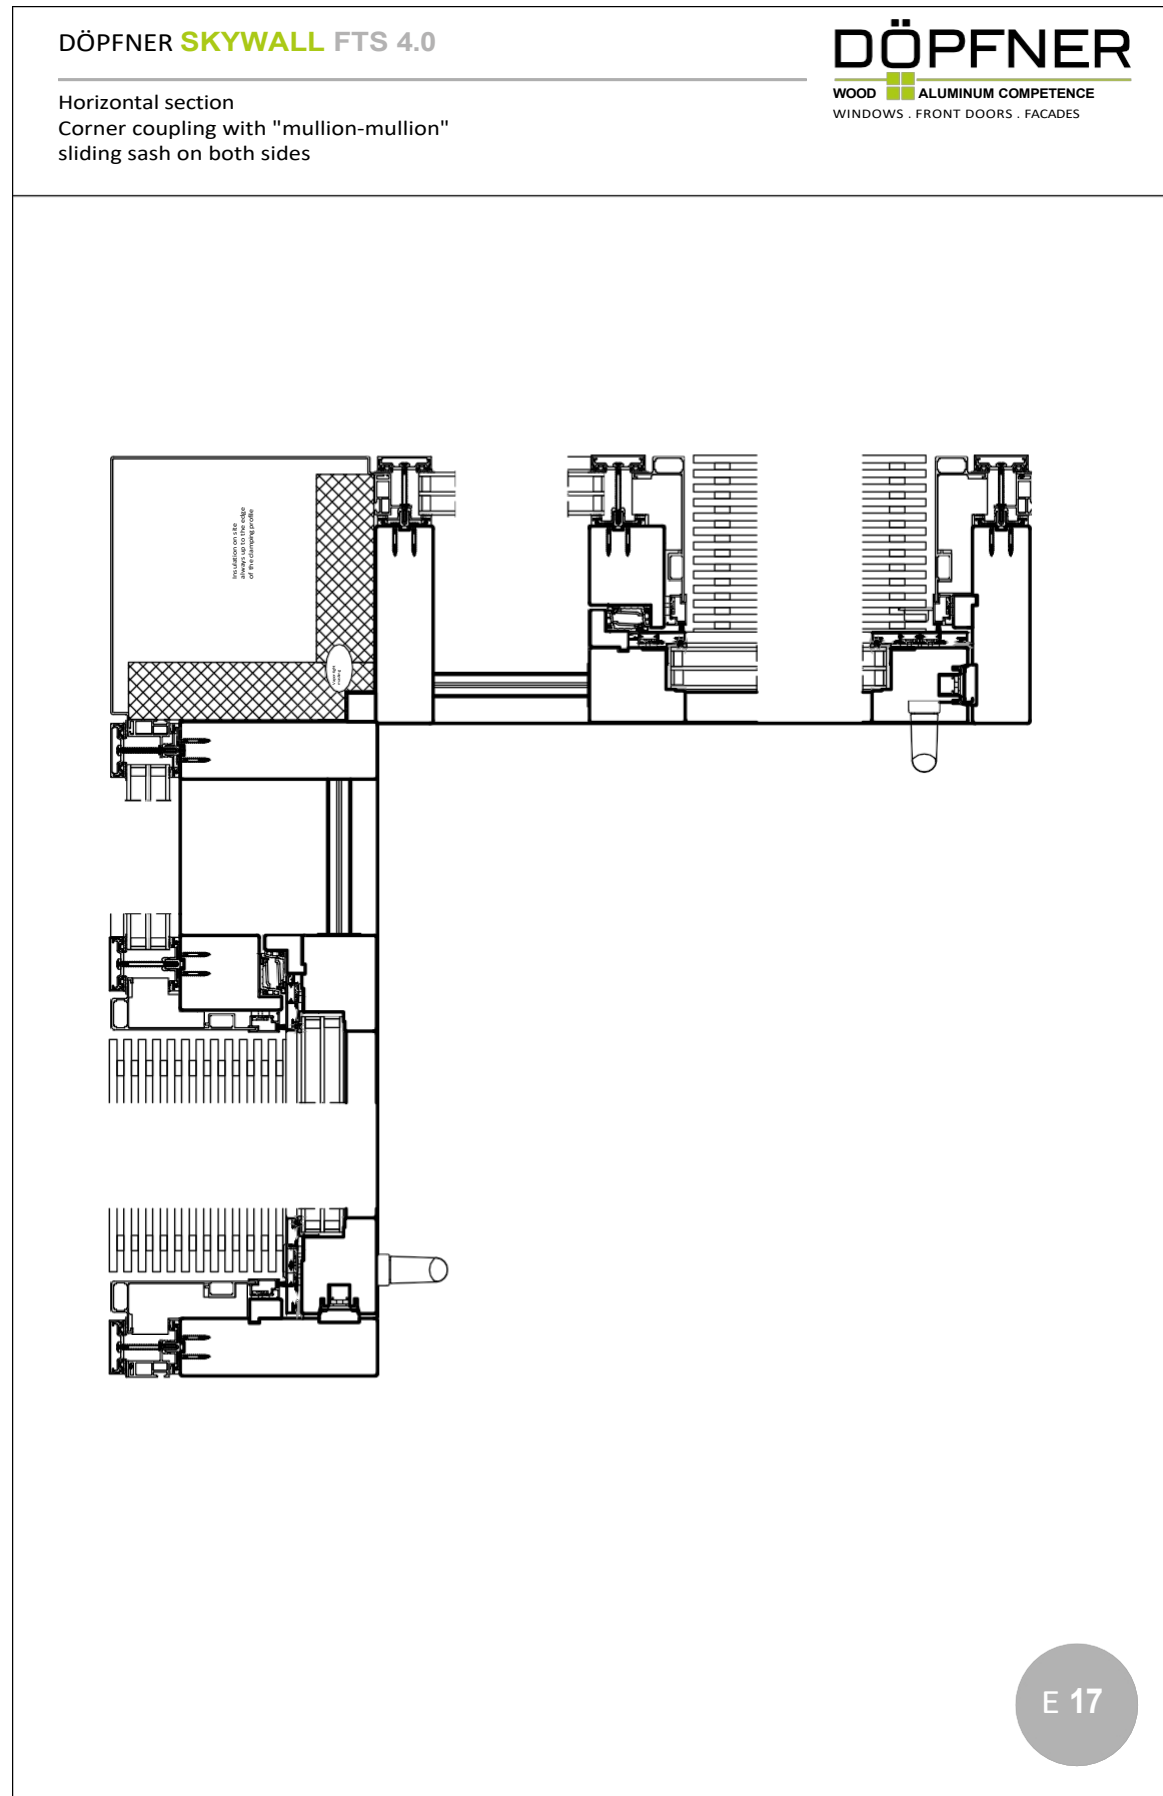 DÖPFNER SKYWALL FTS 4.0
Horizontal section
Corner coupling with "mullion-mullion"
sliding sash on both sides
DÖPFNER
WOOD ALUMINUM COMPETENCE
WINDOWS . FRONT DOORS . FACADES
Insulation on site
always up to the edge
of the clamping profile
E 17